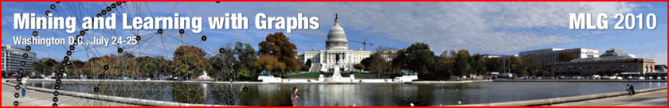 Mining and Learning with Graphs
MLG 2010
Washington D.C., July 24-25